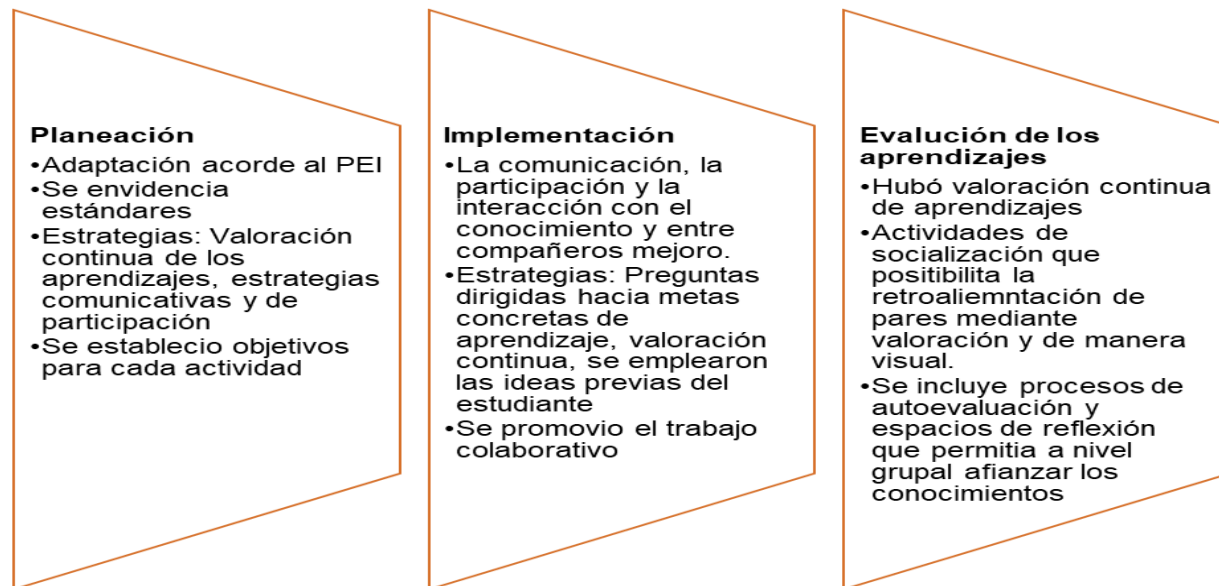 Planeación
•Adaptación acorde al PEI
•Se envidencia
estándares
•Estrategias: Valoración
continua de los
aprendizajes, estrategias
comunicativas y de
participación
•Se establecio objetivos
para cada actividad
Implementación
•La comunicación, la
participación y la
interacción con el
conocimiento y entre
compañeros mejoro.
•Estrategias: Preguntas
dirigidas hacia metas
concretas de
aprendizaje, valoración
continua, se emplearon
las ideas previas del
estudiante
•Se promovio el trabajo
colaborativo
Evalución de los
aprendizajes
•Hubó valoración continua
de aprendizajes
•Actividades de
socialización que
positibilita la
retroaliemntación de
pares mediante
valoración y de manera
visual.
•Se incluye procesos de
autoevaluación y
espacios de reflexión
que permitia a nivel
grupal afianzar los
conocimientos